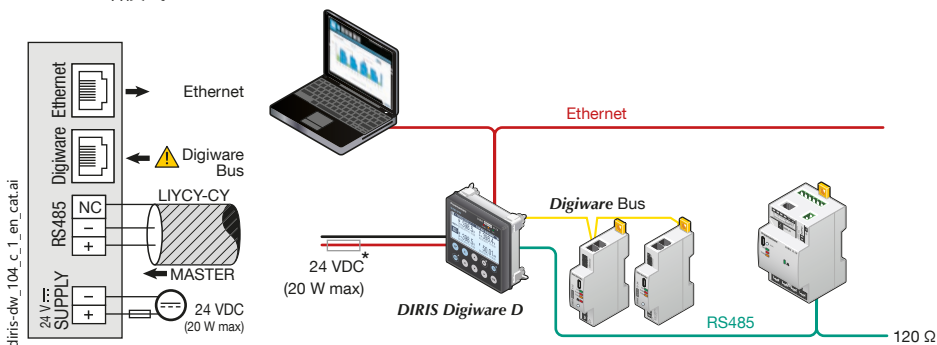 diris-dw_104_c_1_en_cat.ai
Ethernet
Ethernet
Digiware
Digiware
Bus
LIYCY-CY
RS485
NC
−
+
MASTER
24 V
SUPPLY
−
+
24 VDC
(20 W max)
Ethernet
Digiware Bus
*
24 VDC
(20 W max)
DIRIS Digiware D
RS485
120 Ω